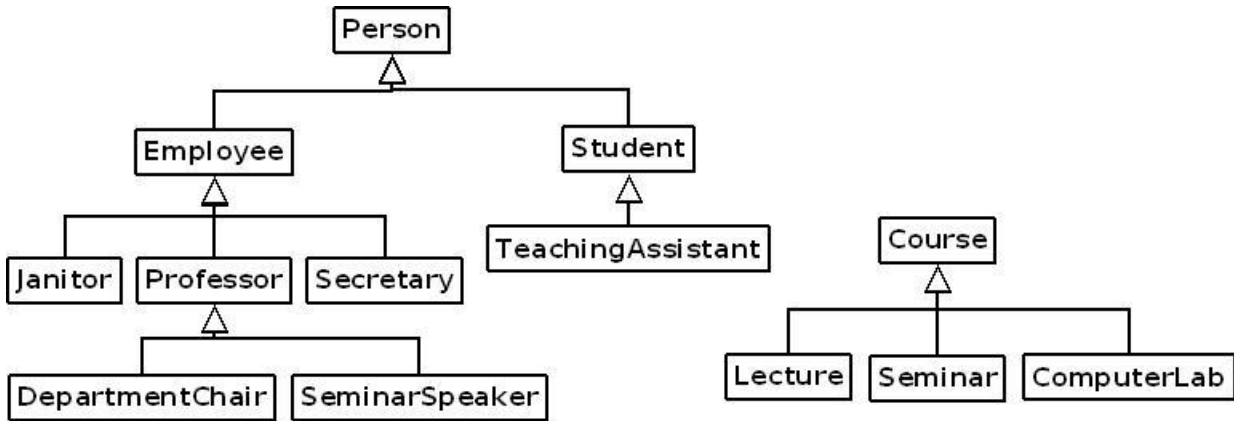 Person
Employee
Student
TeachingAssistant
Course
Janitor
Professor
Secretary
Lecture
Seminar
ComputerLab
DepartmentChair
SeminarSpeaker